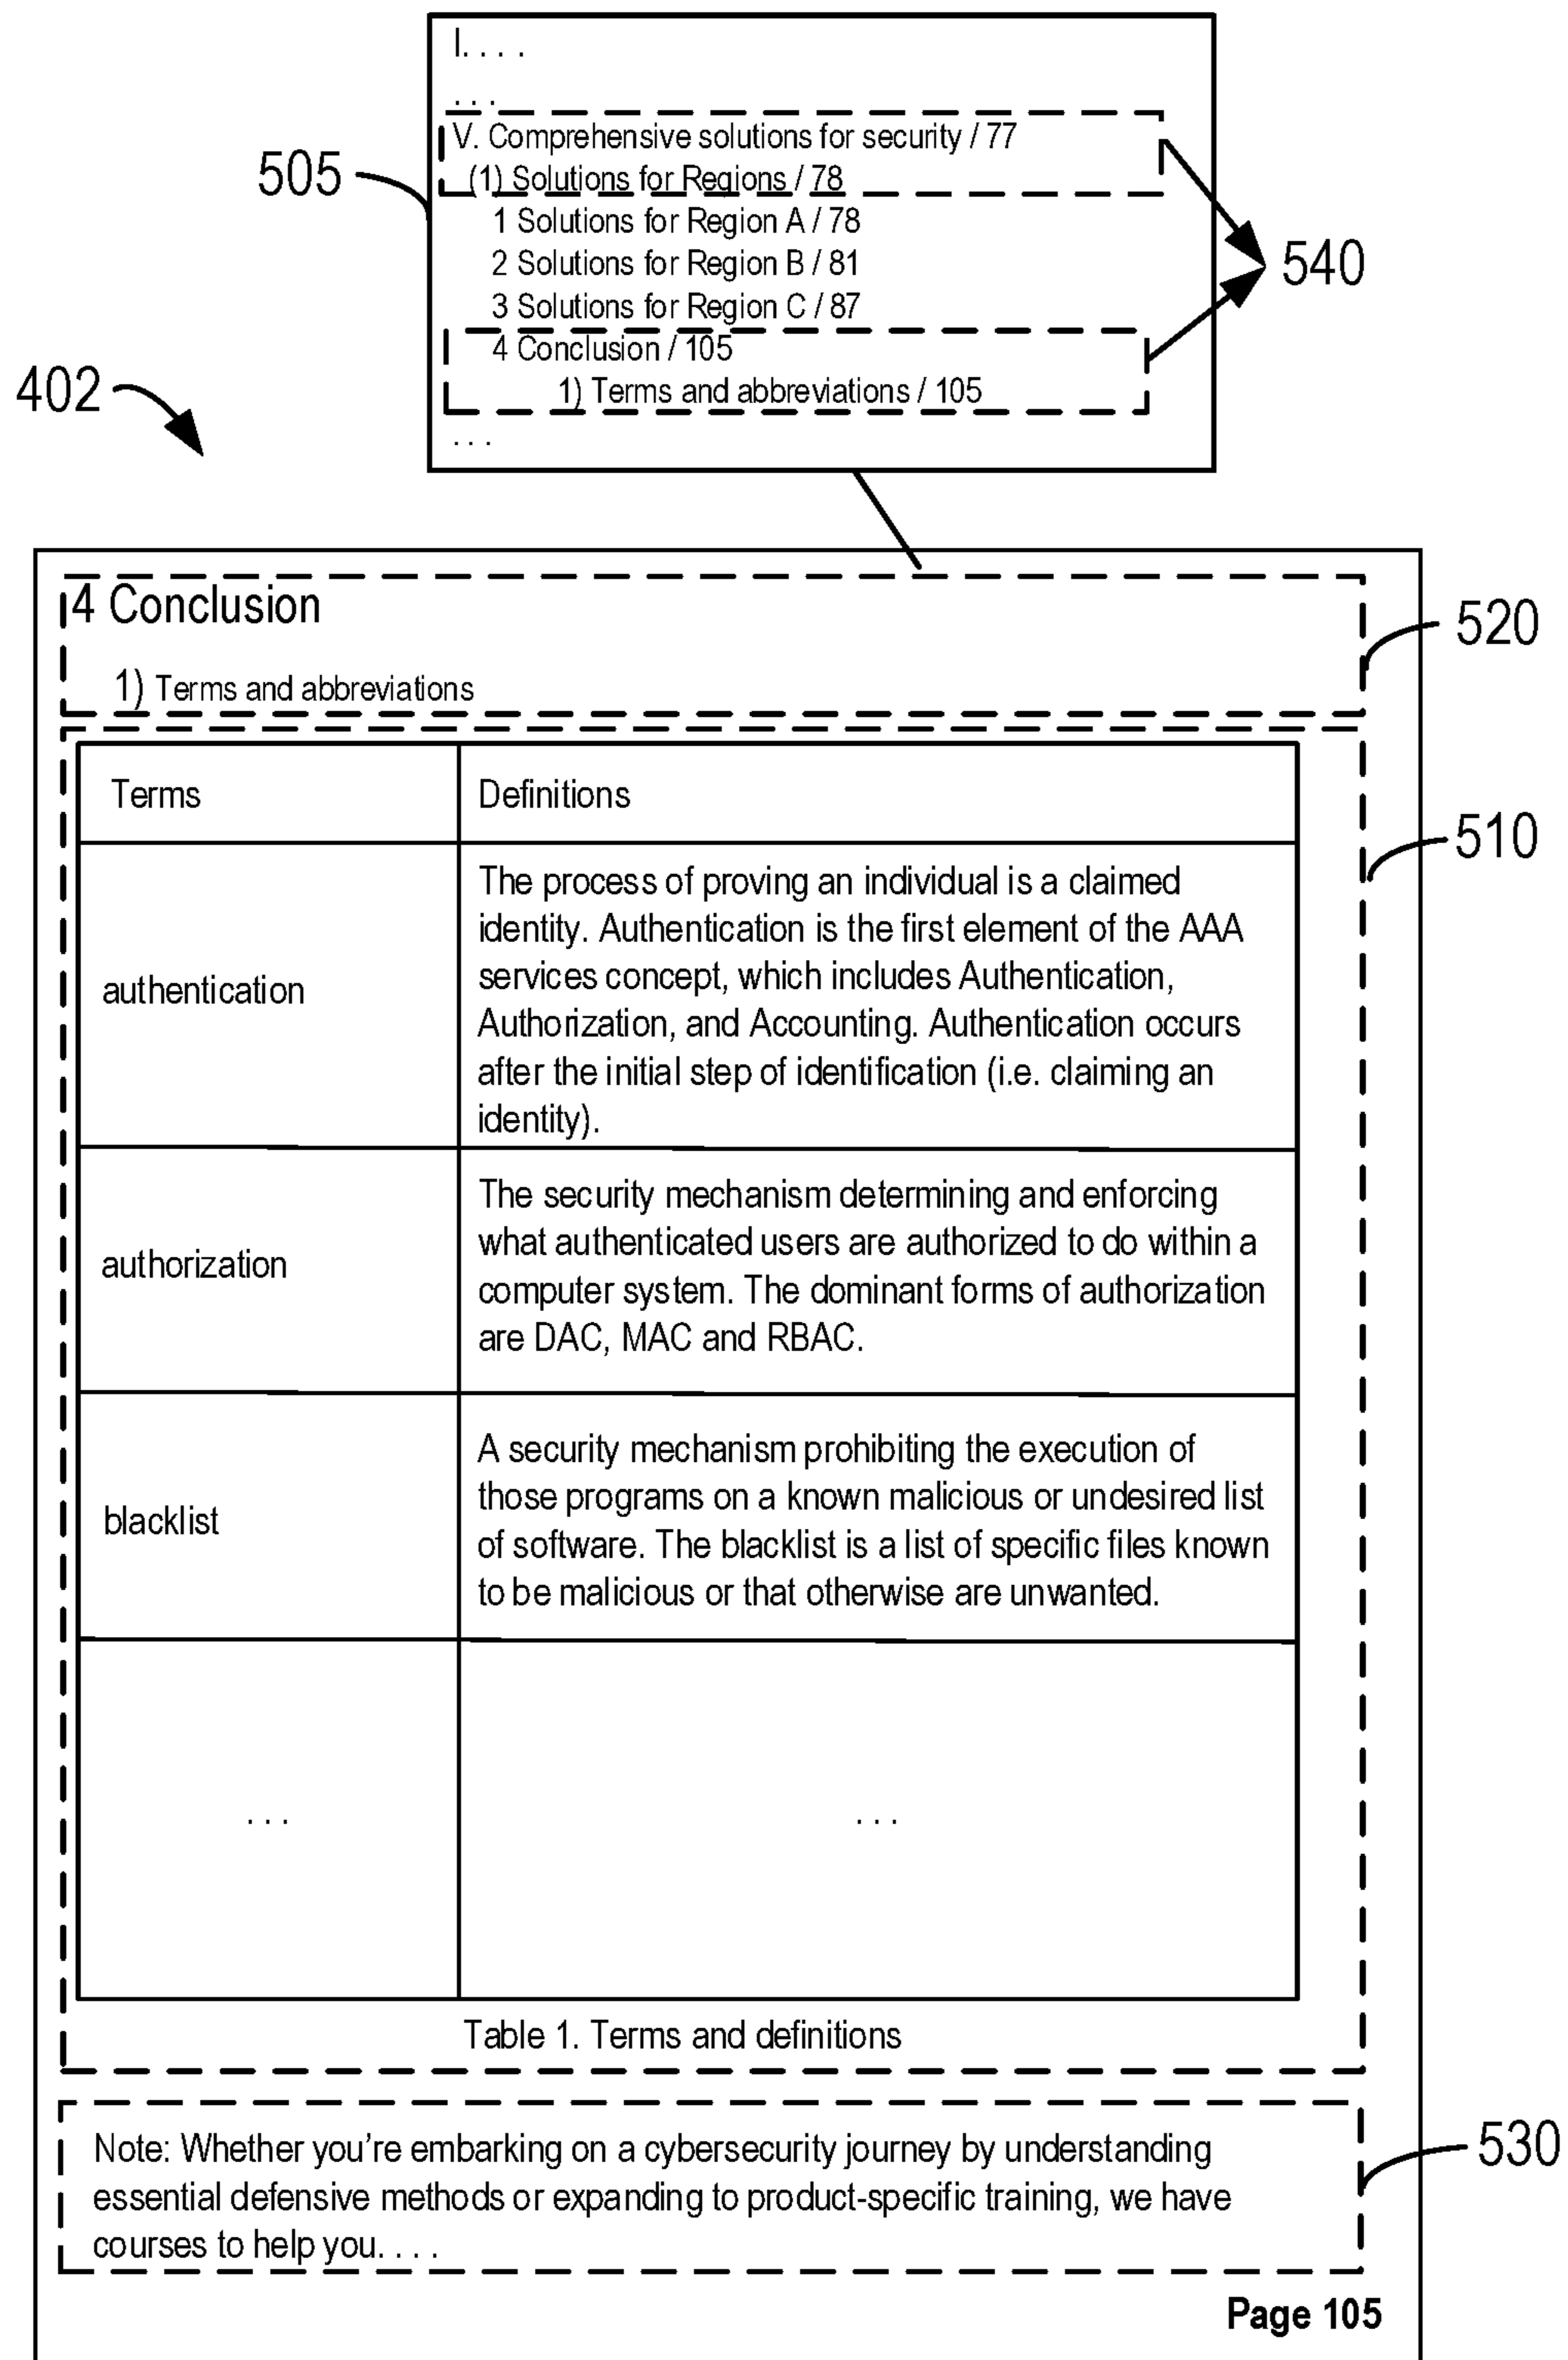 I. . . .
. . .
V. Comprehensive solutions for security / 77
(1) Solutions for Regions / 78
1 Solutions for Region A / 78
2 Solutions for Region B / 81
3 Solutions for Region C / 87
4 Conclusion / 105
1) Terms and abbreviations / 105
. . .
505
540
402
4 Conclusion
1) Terms and abbreviations
520
510
Terms
Definitions
authentication
The process of proving an individual is a claimed
identity. Authentication is the first element of the AAA
services concept, which includes Authentication,
Authorization, and Accounting. Authentication occurs
after the initial step of identification (i.e. claiming an
identity).
authorization
The security mechanism determining and enforcing
what authenticated users are authorized to do within a
computer system. The dominant forms of authorization
are DAC, MAC and RBAC.
blacklist
A security mechanism prohibiting the execution of
those programs on a known malicious or undesired list
of software. The blacklist is a list of specific files known
to be malicious or that otherwise are unwanted.
. . .
. . .
Table 1. Terms and definitions
Note: Whether you’re embarking on a cybersecurity journey by understanding
essential defensive methods or expanding to product-specific training, we have
courses to help you. . . .
530
Page 105